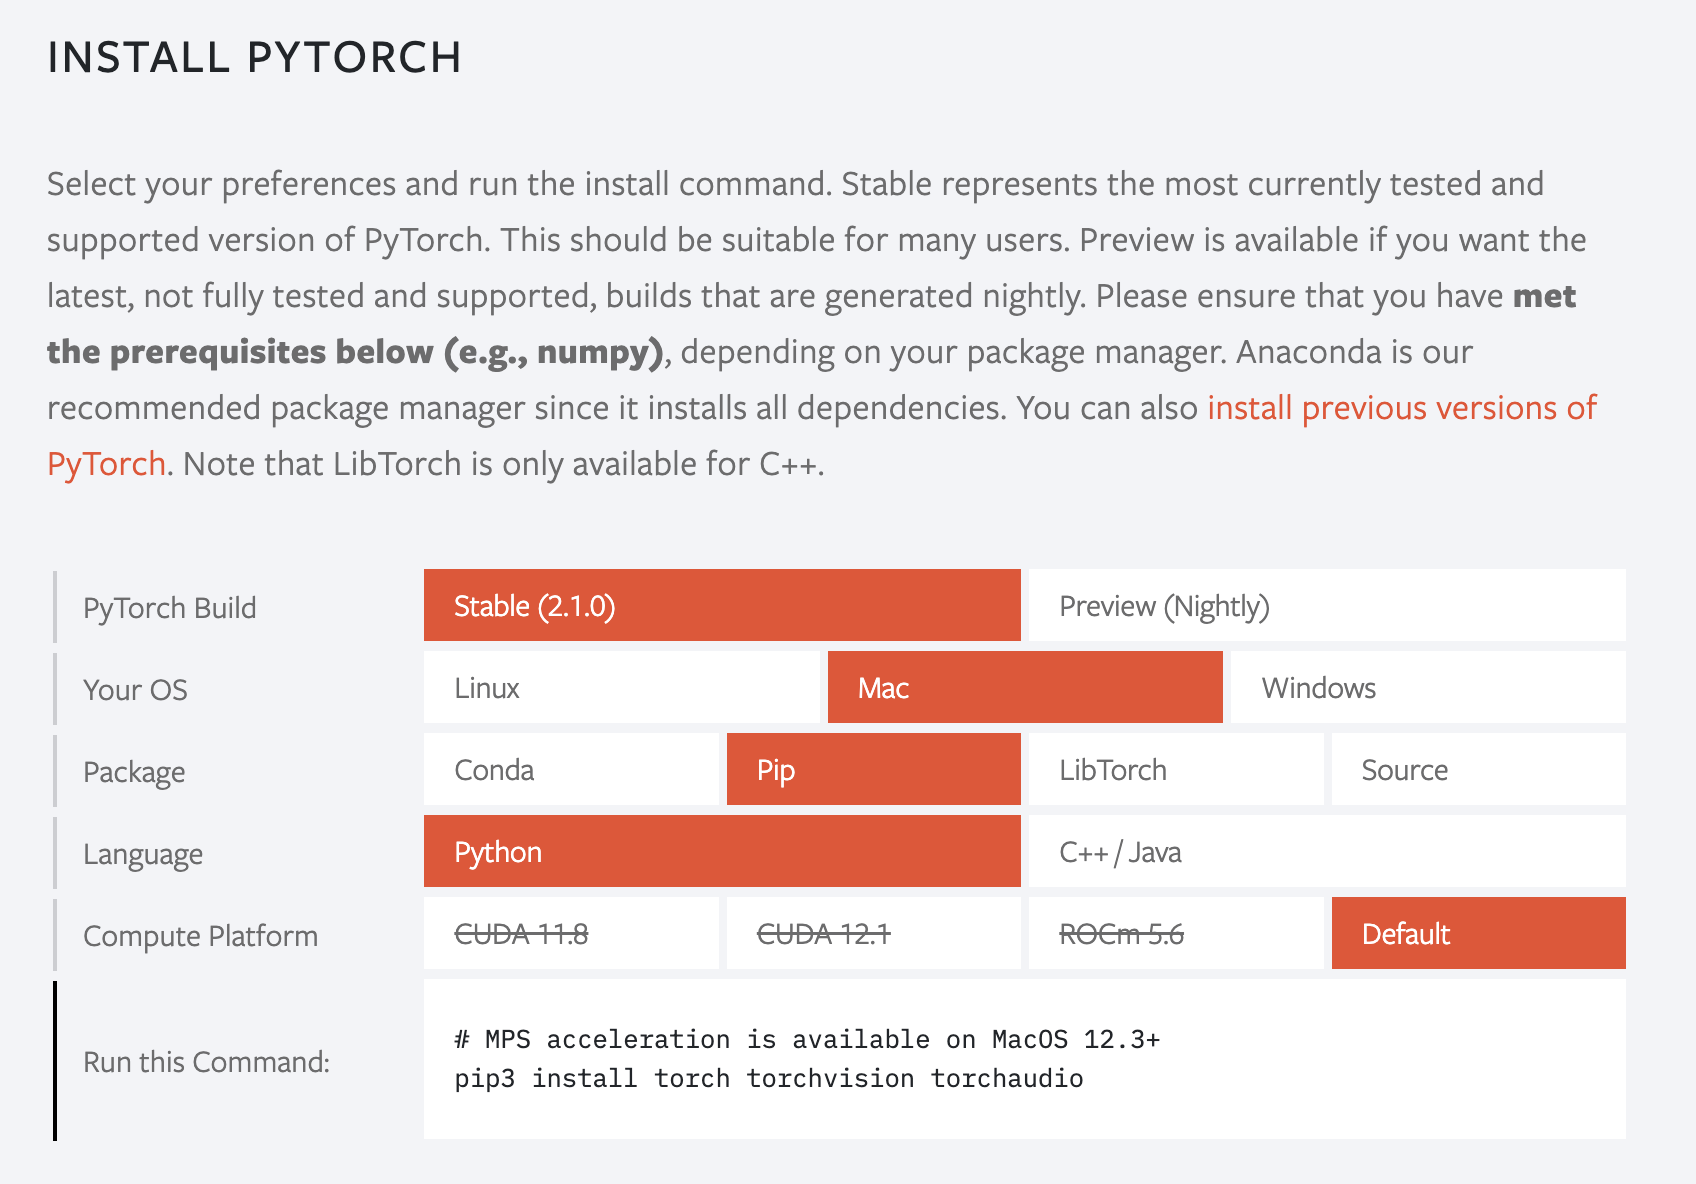 INSTALL PYTORCH
Select your preferences and run the install command. Stable represents the most currently tested and
supported version of PyTorch. This should be suitable for many users. Preview is available if you want the
latest, not fully tested and supported, builds that are generated nightly. Please ensure that you have met
the prerequisites below (e.g., numpy), depending on your package manager. Anaconda is our
recommended package manager since it installs all dependencies. You can also install previous versions of
PyTorch. Note that LibTorch is only available for C++.
PyTorch Build Stable (2.1.0) Preview (Nightly)
Your OS Linux Mac Windows
Package Conda Pip LibTorch Source
Language Python C++ / Java
Compute Platform CUDA 11.8 CUDA 12.1 ROCm 5.6 Default
Run this Command: # MPS acceleration is available on MacOS 12.3+
pip3 install torch torchvision torchaudio